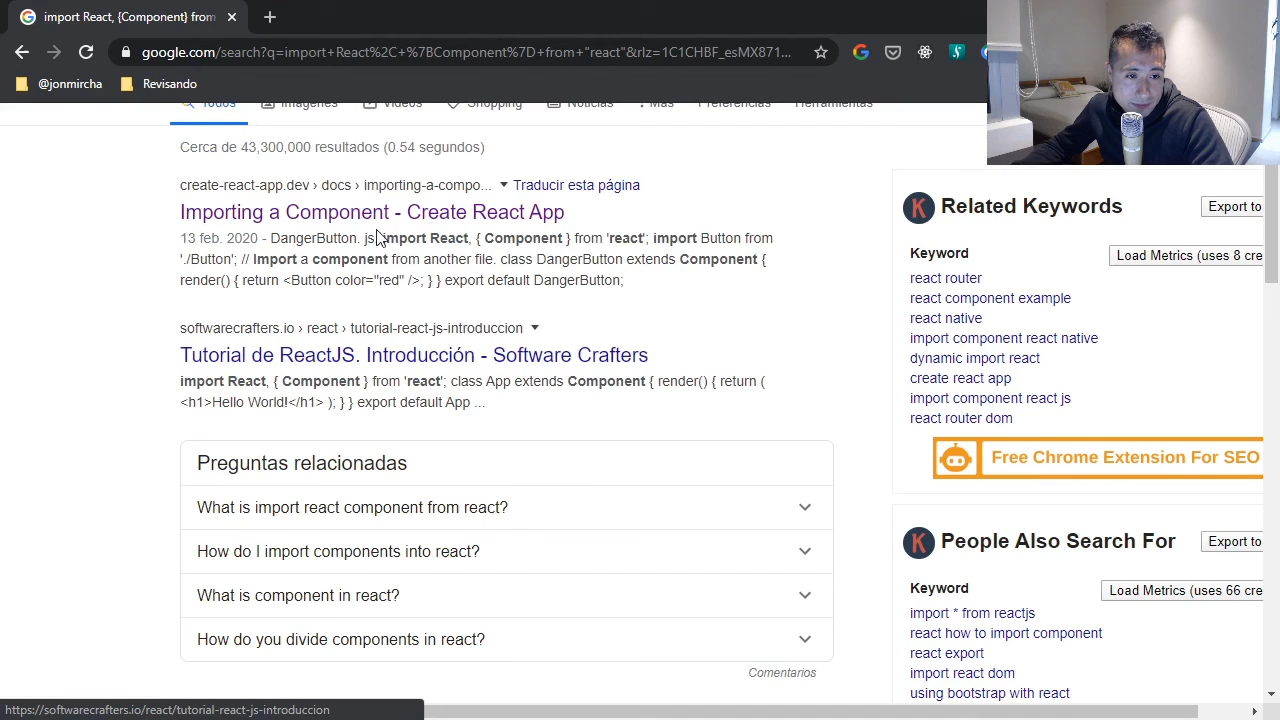 import React, {Component} from
google.com/search?q=import+React%2C+%7BComponent%7D+from+"react"&rlz=1C1CHBF_esMX871...
@jonmircha
Revisando
Todos
Imágenes
Videos
Shopping
Noticias
Más
Preferencias
Herramientas
Cerca de 43,300,000 resultados (0.54 segundos)
create-react-app.dev › docs › importing-a-compo... Traducir esta página
Importing a Component - Create React App
13 feb. 2020 - DangerButton. js. import React, { Component } from 'react'; import Button from
'./Button'; // Import a component from another file. class DangerButton extends Component {
render() { return <Button color="red" />; } } export default DangerButton;
softwarecrafters.io › react › tutorial-react-js-introduccion
Tutorial de ReactJS. Introducción - Software Crafters
import React, { Component } from 'react'; class App extends Component { render() { return (
<h1>Hello World!</h1> ); } } export default App ...
Preguntas relacionadas
What is import react component from react?
How do I import components into react?
What is component in react?
How do you divide components in react?
Comentarios
K Related Keywords
Export to
Keyword
Load Metrics (uses 8 cre
react router
react component example
react native
import component react native
dynamic import react
create react app
import component react js
react router dom
Free Chrome Extension For SEO
K People Also Search For
Export to
Keyword
Load Metrics (uses 66 cre
import * from reactjs
react how to import component
react export
import react dom
using bootstrap with react
https://softwarecrafters.io/react/tutorial-react-js-introduccion